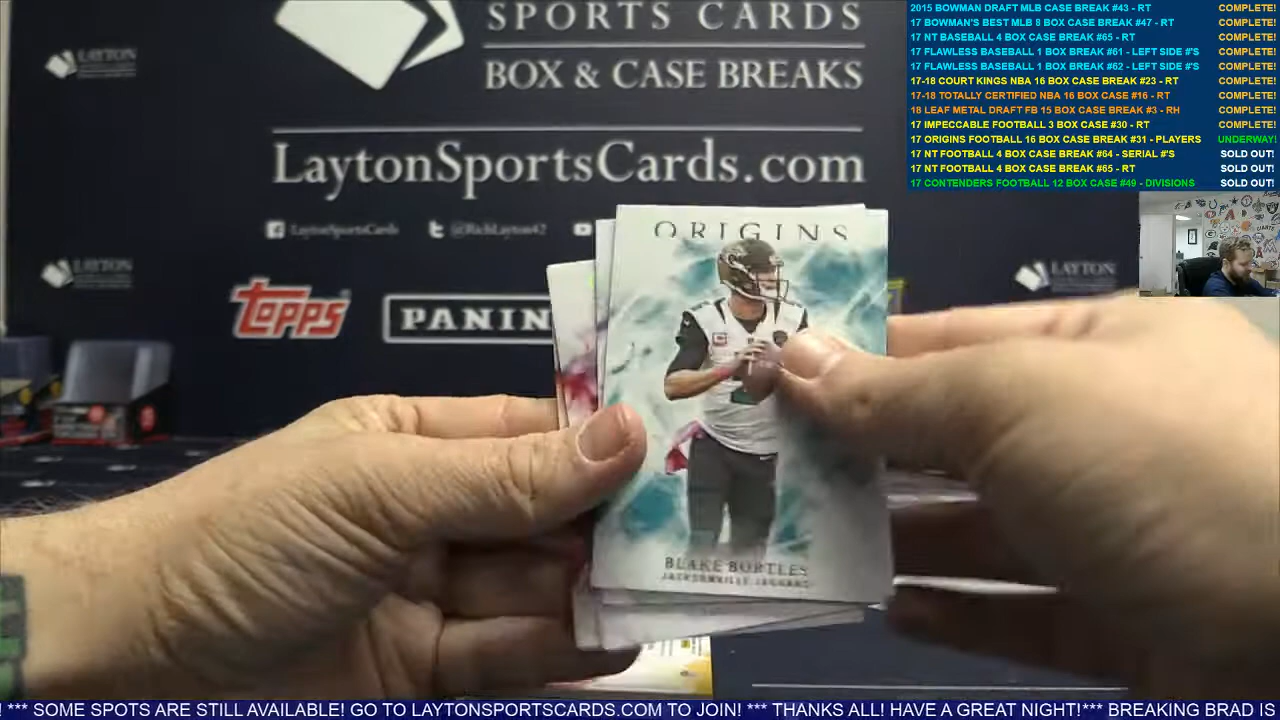 SPORTS CARDS
BOX & CASE BREAKS
LaytonSportsCards.com
LaytonSportsCards
@RichLayton42
LAYTON
LAYTON
LAYTON
TOPPS
PANIN
ORIGINS
BLAKE BORTLES
JACKSONVILLE JAGUARS
2015 BOWMAN DRAFT MLB CASE BREAK #43 - RT COMPLETE!
17 BOWMAN'S BEST MLB 8 BOX CASE BREAK #47 - RT COMPLETE!
17 NT BASEBALL 4 BOX CASE BREAK #65 - RT COMPLETE!
17 FLAWLESS BASEBALL 1 BOX BREAK #61 - LEFT SIDE #'S COMPLETE!
17 FLAWLESS BASEBALL 1 BOX BREAK #62 - LEFT SIDE #'S COMPLETE!
17-18 COURT KINGS NBA 16 BOX CASE BREAK #23 - RT COMPLETE!
17-18 TOTALLY CERTIFIED NBA 16 BOX CASE #16 - RT COMPLETE!
18 LEAF METAL DRAFT FB 15 BOX CASE BREAK #3 - RH COMPLETE!
17 IMPECCABLE FOOTBALL 3 BOX CASE #30 - RT COMPLETE!
17 ORIGINS FOOTBALL 16 BOX CASE BREAK #31 - PLAYERS UNDERWAY!
17 NT FOOTBALL 4 BOX CASE BREAK #64 - SERIAL #'S SOLD OUT!
17 NT FOOTBALL 4 BOX CASE BREAK #65 - RT SOLD OUT!
17 CONTENDERS FOOTBALL 12 BOX CASE #49 - DIVISIONS SOLD OUT!
! *** SOME SPOTS ARE STILL AVAILABLE! GO TO LAYTONSPORTSCARDS.COM TO JOIN! *** THANKS ALL! HAVE A GREAT NIGHT!*** BREAKING BRAD IS